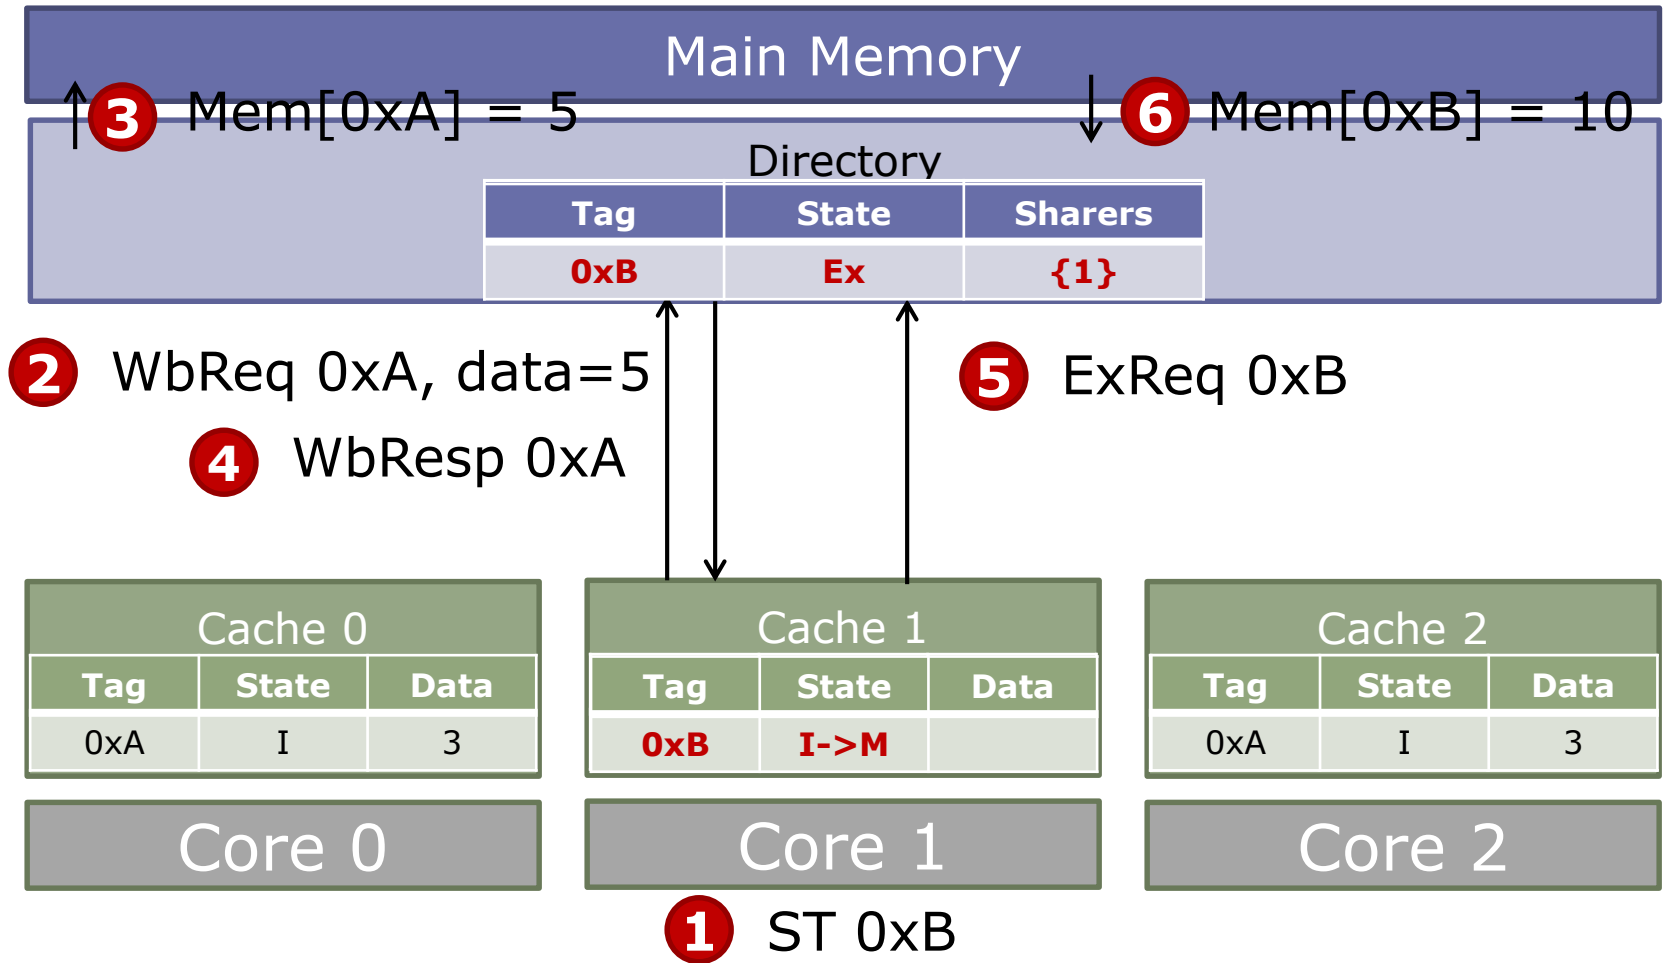 Main Memory
3 Mem[0xA] = 5
6 Mem[0xB] = 10
Directory
Tag State Sharers
0xB Ex {1}
2 WbReq 0xA, data=5
5 ExReq 0xB
4 WbResp 0xA
Cache 0
Tag State Data
0xA I 3
Core 0
Cache 1
Tag State Data
0xB I->M
Core 1
Cache 2
Tag State Data
0xA I 3
Core 2
1 ST 0xB